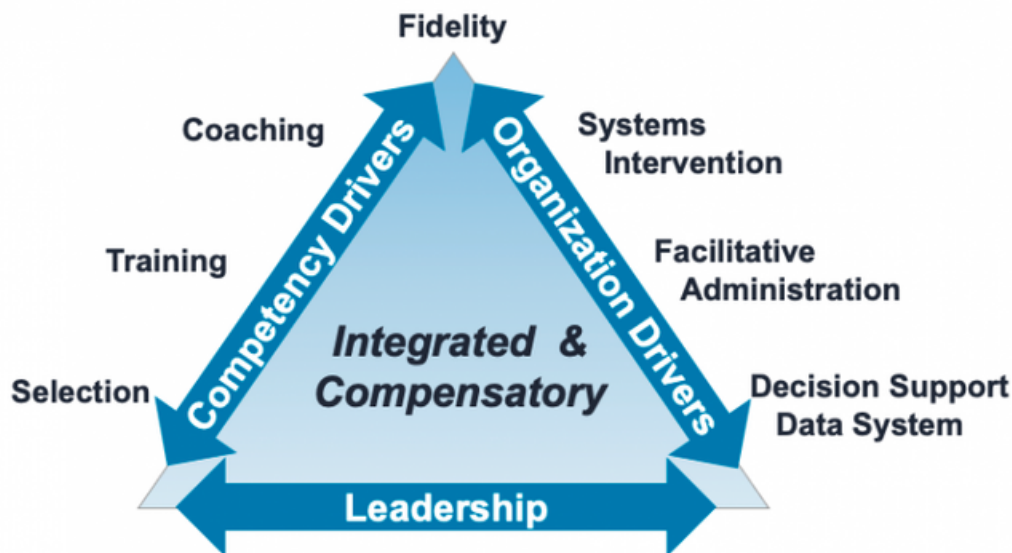 Fidelity
Coaching
Training
Selection
Competency Drivers
Organization Drivers
Systems
Intervention
Facilitative
Administration
Decision Support
Data System
Integrated &
Compensatory
Leadership